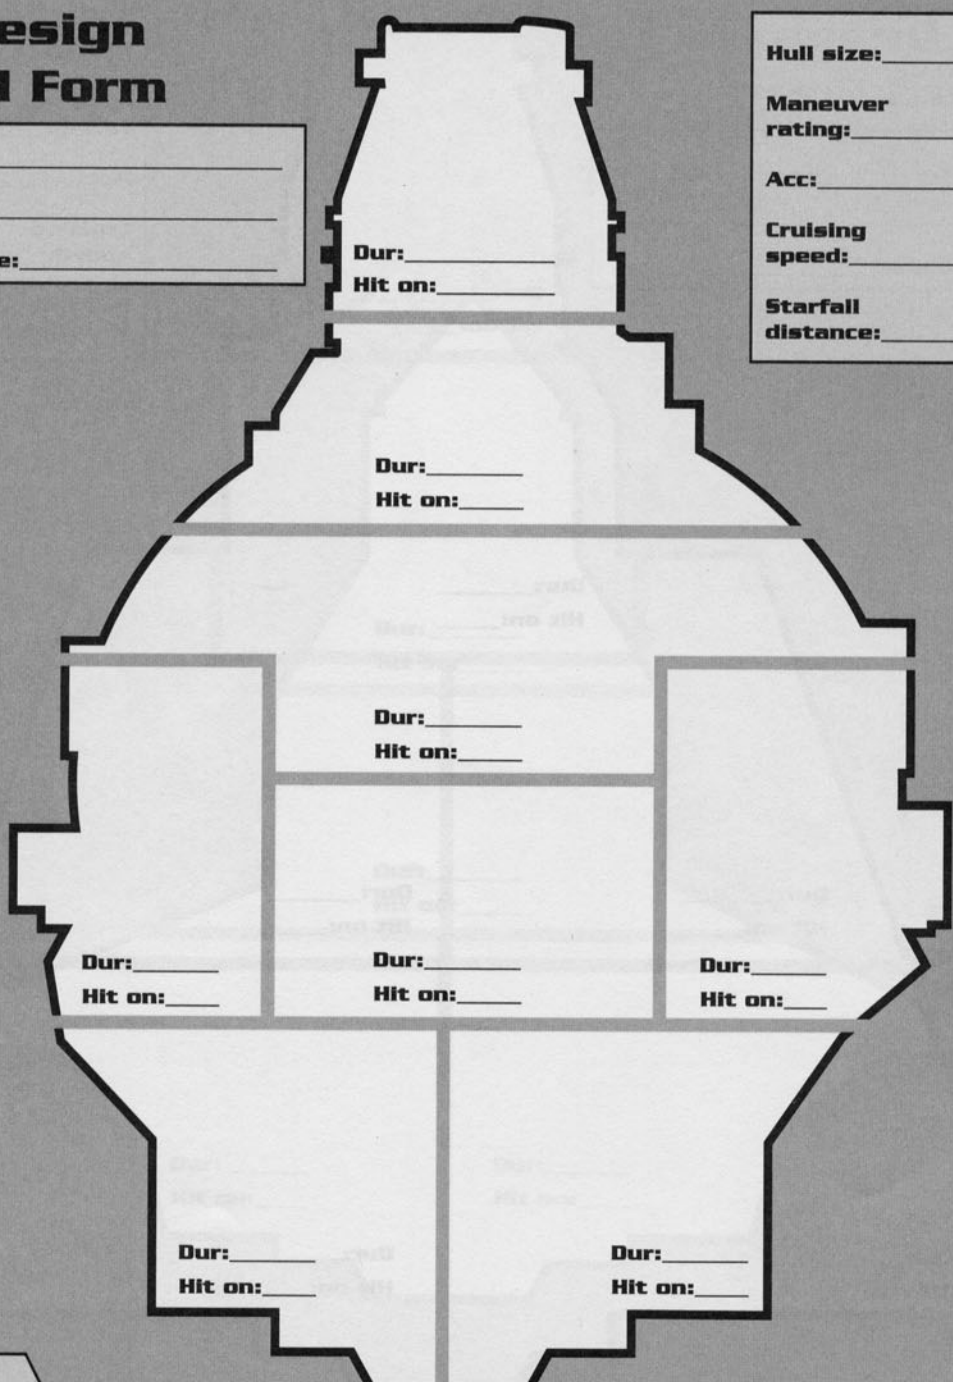 esign
Form
e:
Hull size:
Maneuver
rating:
Acc:
Cruising
speed:
Starfall
distance:
Dur:
Hit on:
Dur:
Hit on:
Dur:
Hit on:
Dur:
Hit on:
Dur:
Hit on:
Dur:
Hit on:
Dur:
Hit on:
Dur:
Hit on: